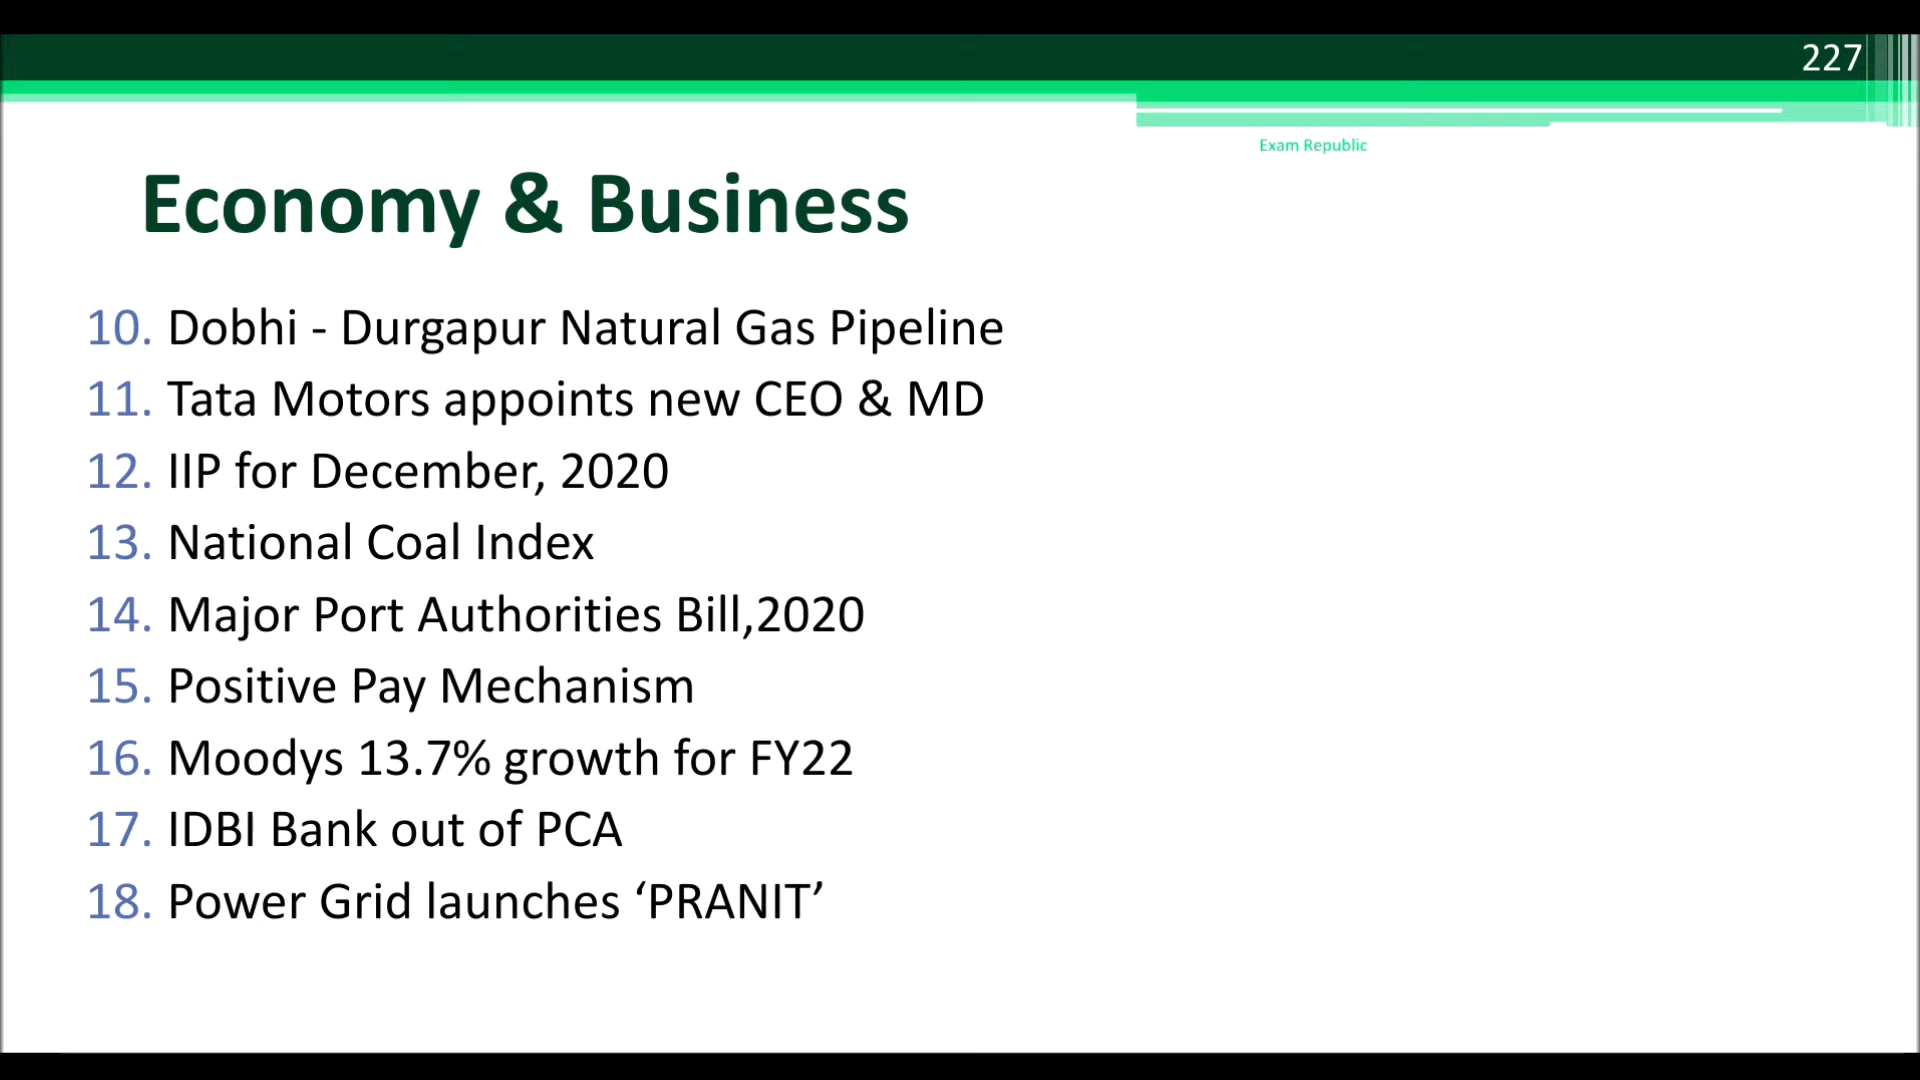 227
Exam Republic
Economy & Business
10. Dobhi - Durgapur Natural Gas Pipeline
11. Tata Motors appoints new CEO & MD
12. IIP for December, 2020
13. National Coal Index
14. Major Port Authorities Bill,2020
15. Positive Pay Mechanism
16. Moodys 13.7% growth for FY22
17. IDBI Bank out of PCA
18. Power Grid launches ‘PRANIT’